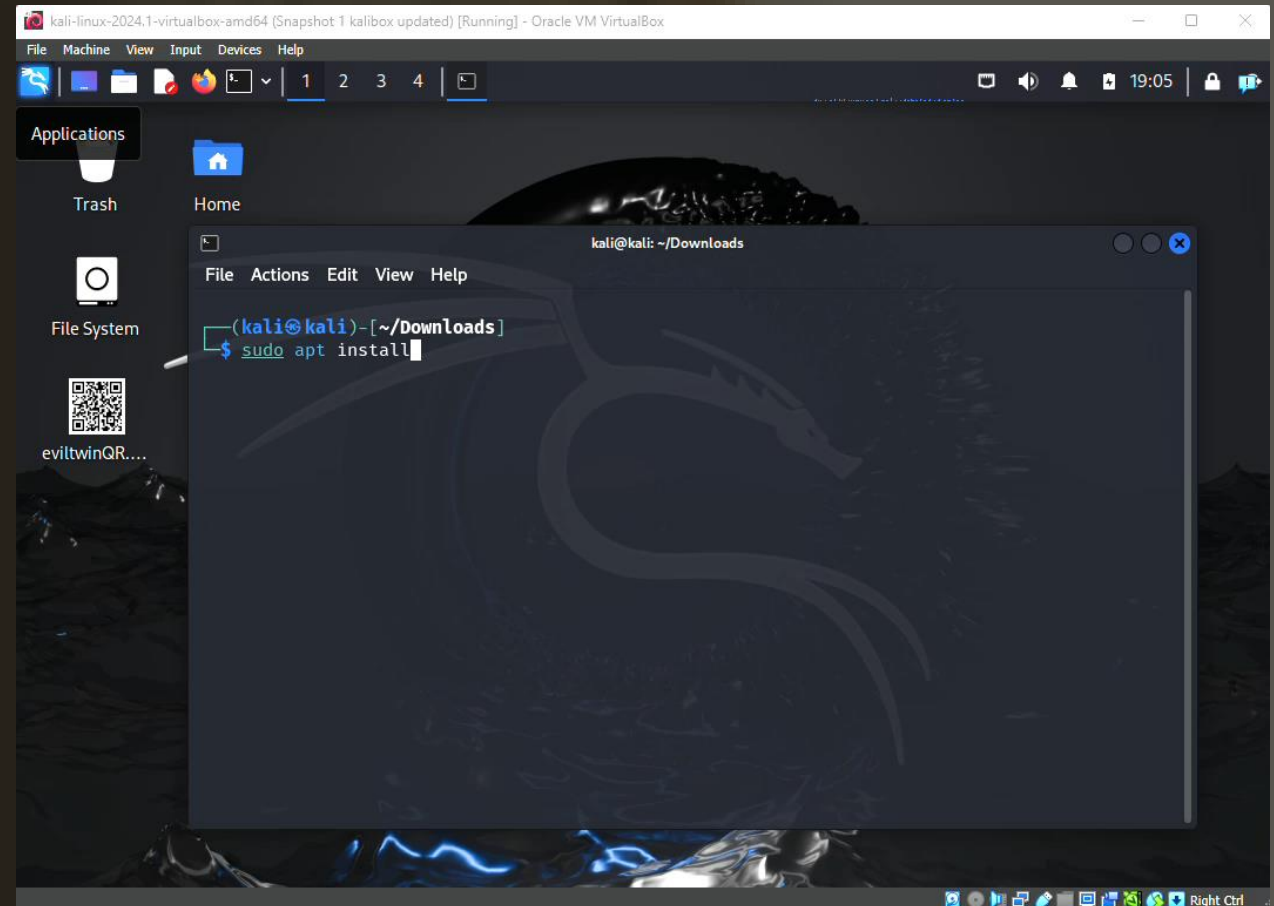 kali-linux-2024.1-virtualbox-amd64 (Snapshot 1 kalibox updated) [Running] - Oracle VM VirtualBox
File Machine View Input Devices Help
1 2 3 4 19:05
Applications
Trash
Home
kali@kali: ~/Downloads
File Actions Edit View Help
File System
┌──(kali㉿kali)-[~/Downloads]
└─$ sudo apt install
eviltwinQR....
Right Ctrl